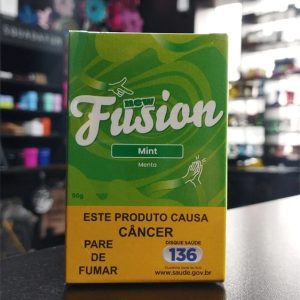 new
Fusion
Mint
Menta
50g
ESTE PRODUTO CAUSA
CÂNCER
PARE
DE
FUMAR
DISQUE SAÚDE
136
www.saude.gov.br